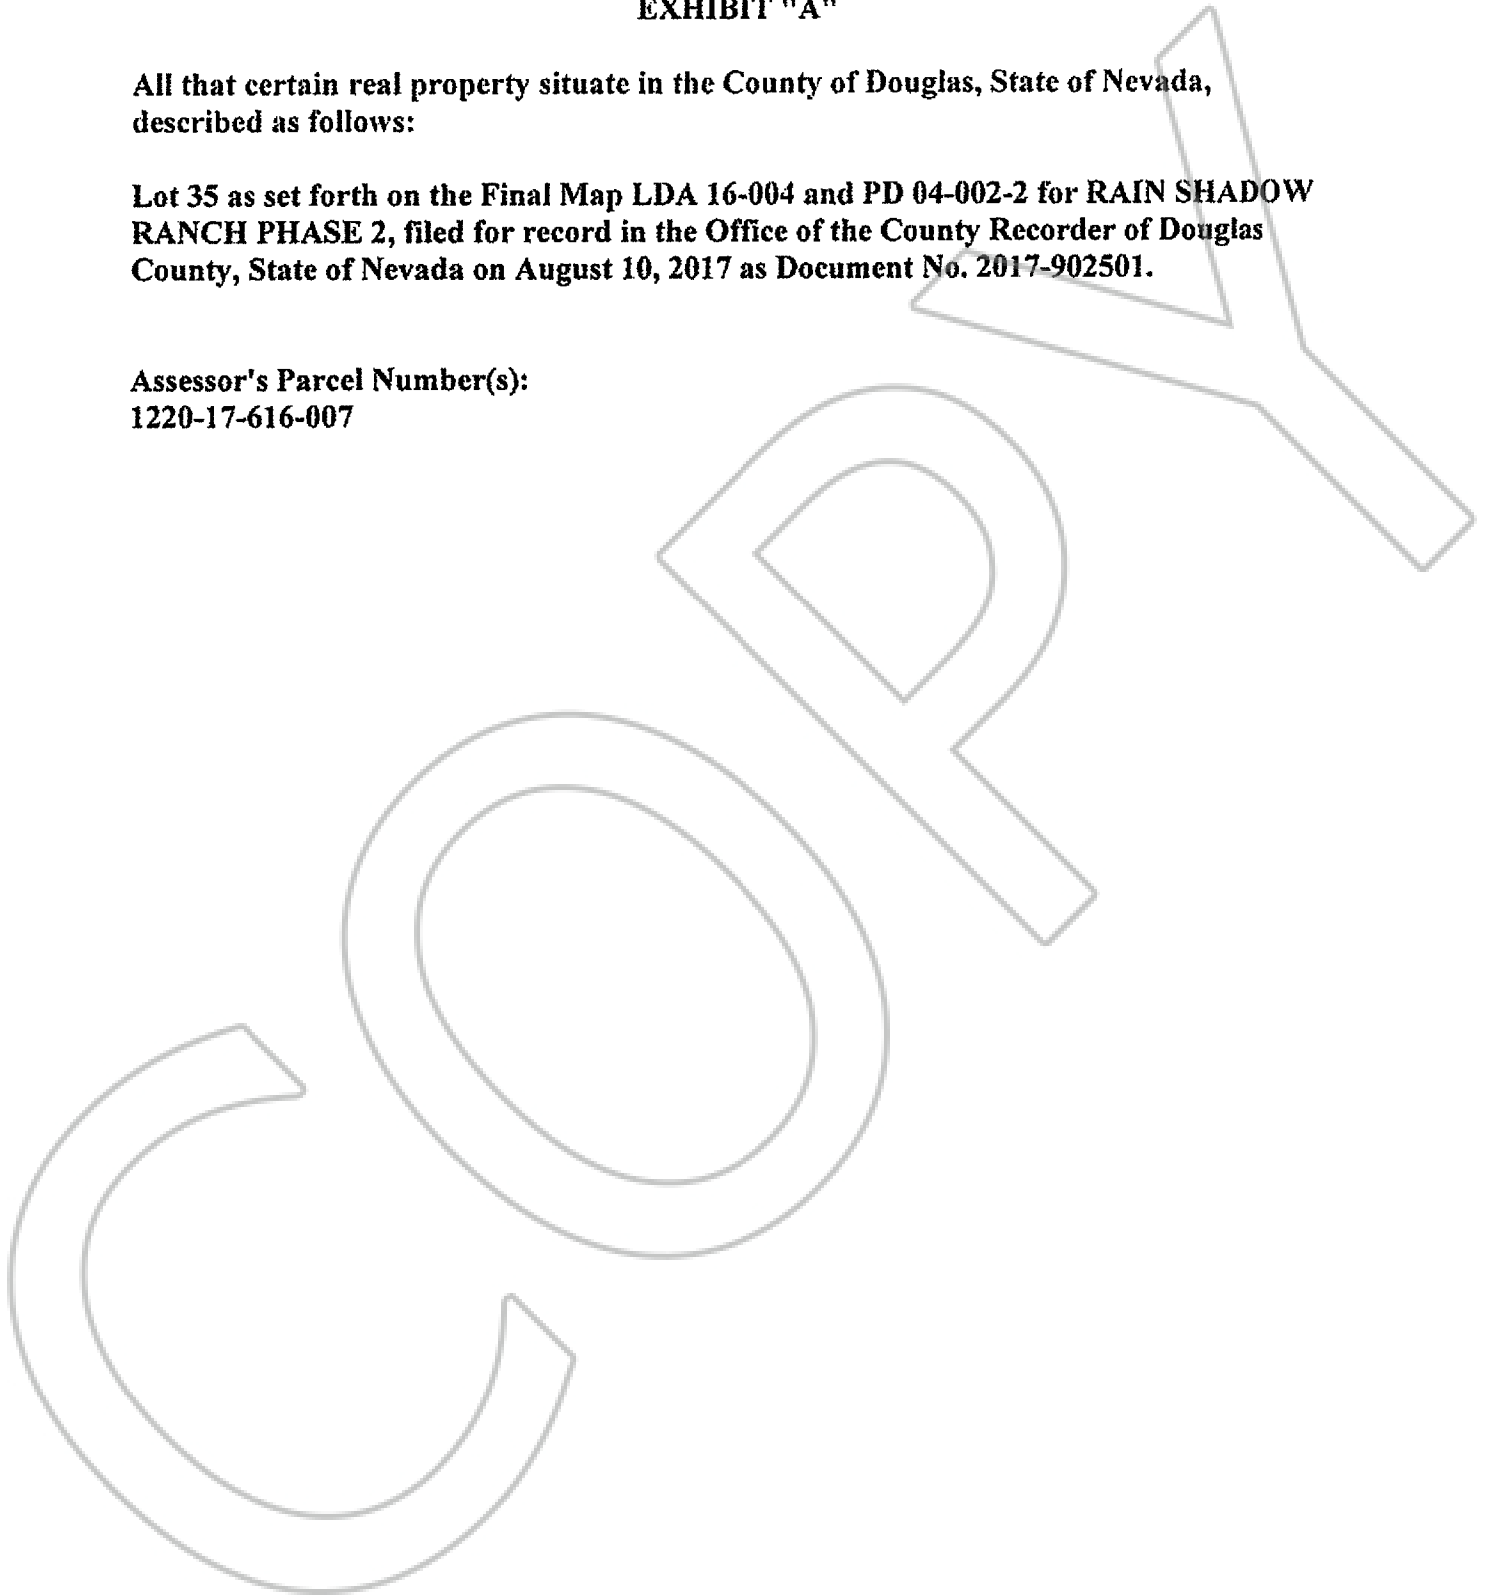 EXHIBIT "A"
All that certain real property situate in the County of Douglas, State of Nevada,
described as follows:
Lot 35 as set forth on the Final Map LDA 16-004 and PD 04-002-2 for RAIN SHADOW
RANCH PHASE 2, filed for record in the Office of the County Recorder of Douglas
County, State of Nevada on August 10, 2017 as Document No. 2017-902501.
Assessor's Parcel Number(s):
1220-17-616-007
COPY